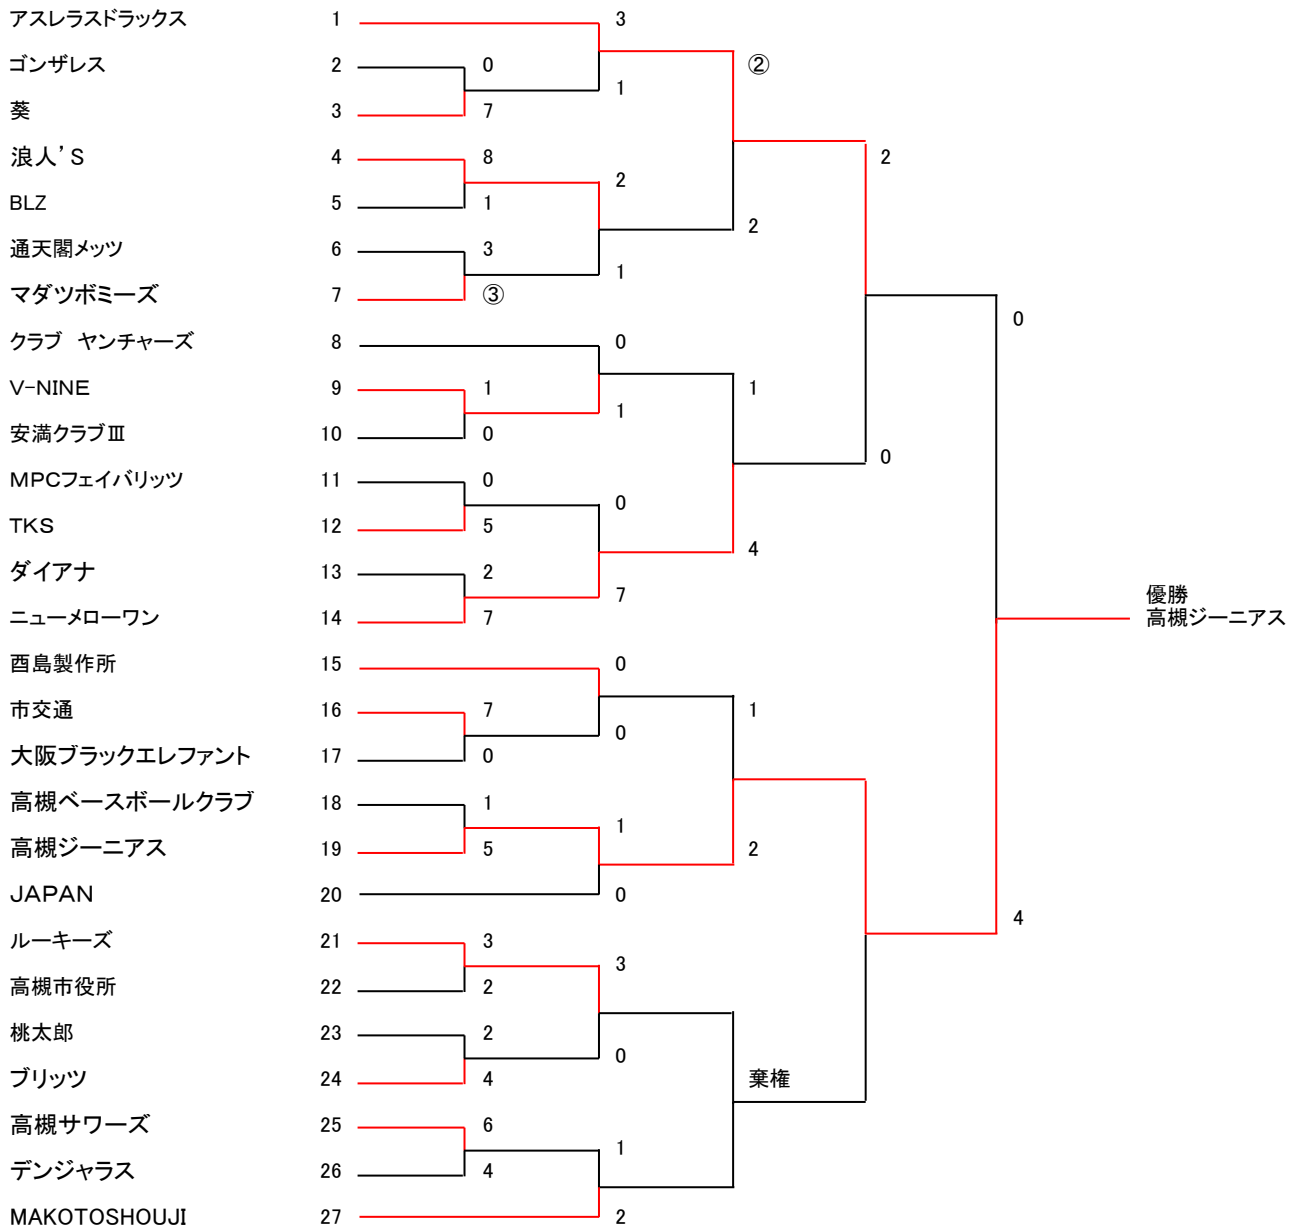 アスレラスドラックス 1 3
ゴンザレス 2 0 ②
1
葵 3 7
浪人’S 4 8 2
2
BLZ 5 1
2
通天閣メッツ 6 3
1
マダツボミーズ 7 ③
0
クラブ ヤンチャーズ 8 0
V-NINE 9 1 1
1
安満クラブⅢ 10 0
0
MPCフェイバリッツ 11 0
0
TKS 12 5
4
ダイアナ 13 2
7
優勝
ニューメローワン 14 7
高槻ジーニアス
酉島製作所 15 0
市交通 16 7 1
0
大阪ブラックエレファント 17 0
高槻ベースボールクラブ 18 1
1
高槻ジーニアス 19 5 2
JAPAN 20 0
4
ルーキーズ 21 3
3
高槻市役所 22 2
桃太郎 23 2
0
ブリッツ 24 4 棄権
高槻サワーズ 25 6
1
デンジャラス 26 4
MAKOTOSHOUJI 27 2